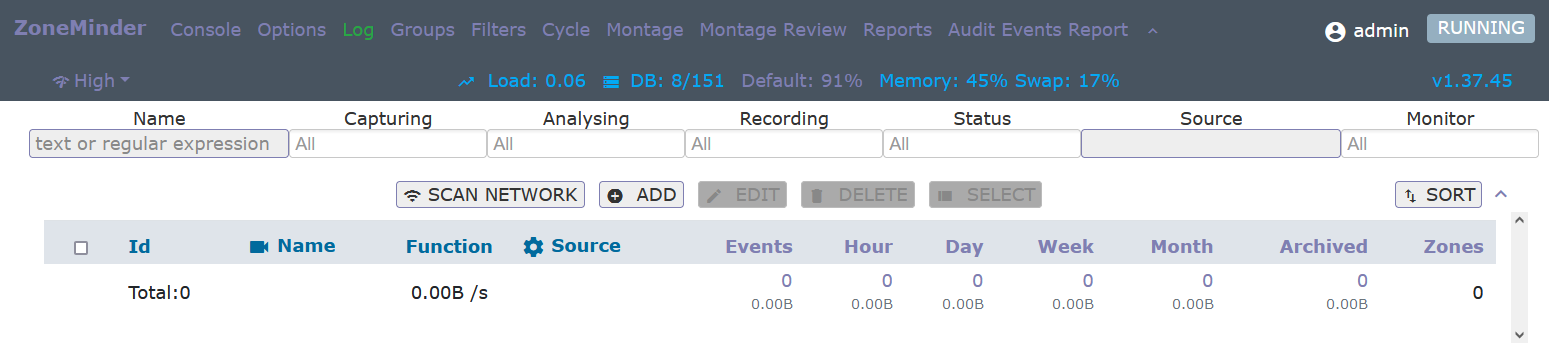 ZoneMinder Console Options Log Groups Filters Cycle Montage Montage Review Reports Audit Events Report admin RUNNING
High Load: 0.06 DB: 8/151 Default: 91% Memory: 45% Swap: 17% v1.37.45
Name Capturing Analysing Recording Status Source Monitor
text or regular expression All All All All All
SCAN NETWORK ADD EDIT DELETE SELECT SORT
Id Name Function Source Events Hour Day Week Month Archived Zones
Total:0 0.00B /s 0 0 0 0 0 0 0
0.00B 0.00B 0.00B 0.00B 0.00B 0.00B